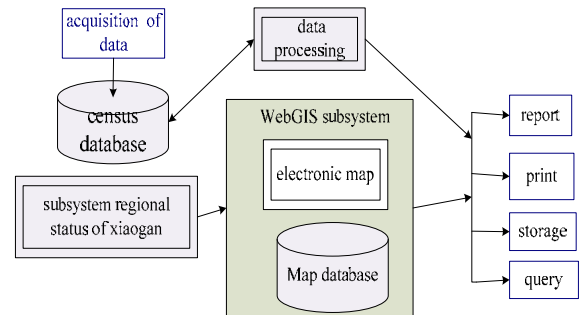 acquisition of
data
data
processing
census
database
WebGIS subsystem
electronic map
Map database
subsystem regional
status of xiaogan
report
print
storage
query